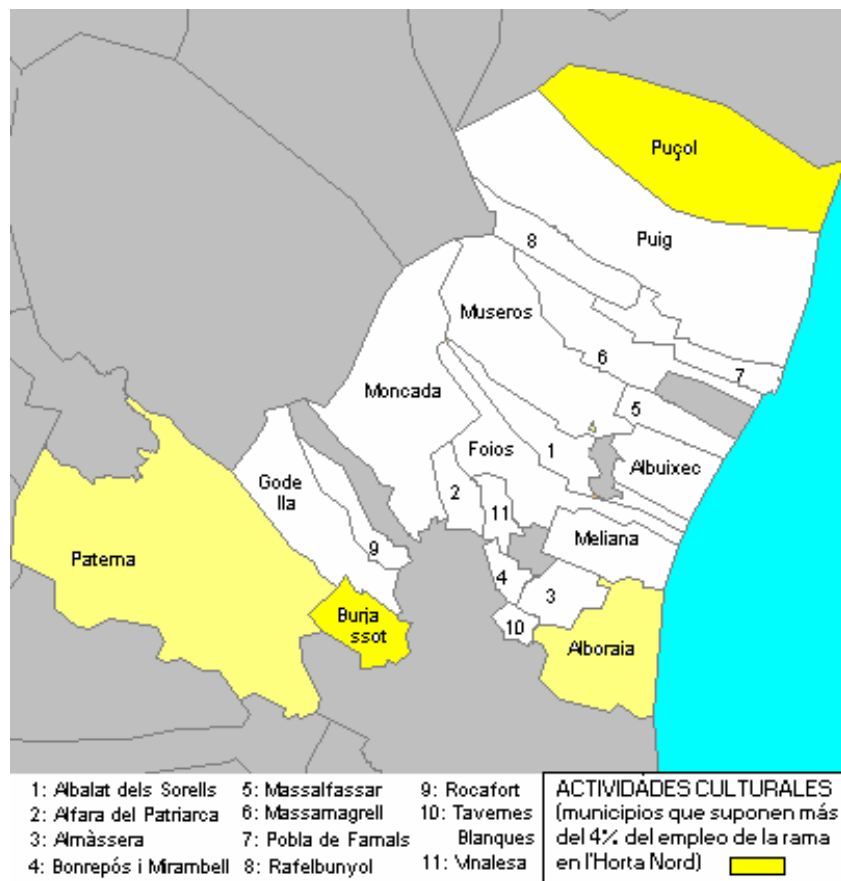 Puçol
Puig
8
Museros
6
7
Moncada
5
Foios
1
Albuixec
Gode
lla
2
11
9
Meliana
Paterna
4
3
Burja
ssot
10
Alboraia
1: Albalat dels Sorells
2: Alfara del Patriarca
3: Almàssera
4: Bonrepós i Mirambell
5: Massalfassar
6: Massamagrell
7: Pobla de Farnals
8: Rafelbunyol
9: Rocafort
10: Tavernes
Blanques
11: Vinalesa
ACTIVIDADES CULTURALES
(municipios que suponen más
del 4% del empleo de la rama
en l'Horta Nord)